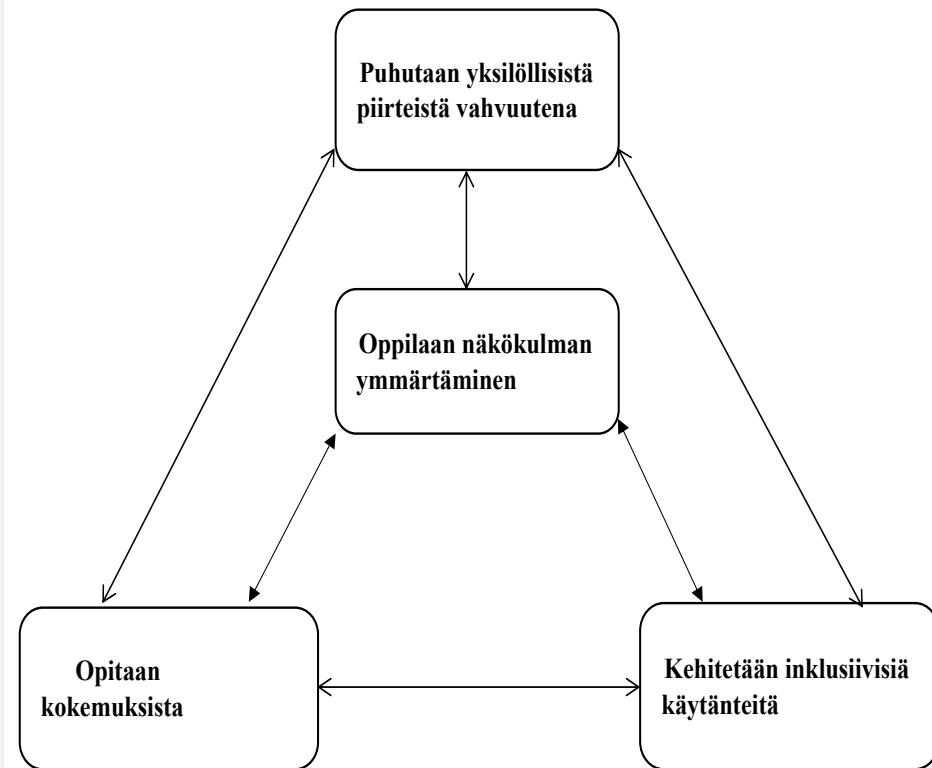 Puhutaan yksilöllisistä
piirteistä vahvuutena
Oppilaan näkökulman
ymmärtäminen
Opitaan
kokemuksista
Kehitetään inklusiivisiä
käytänteitä